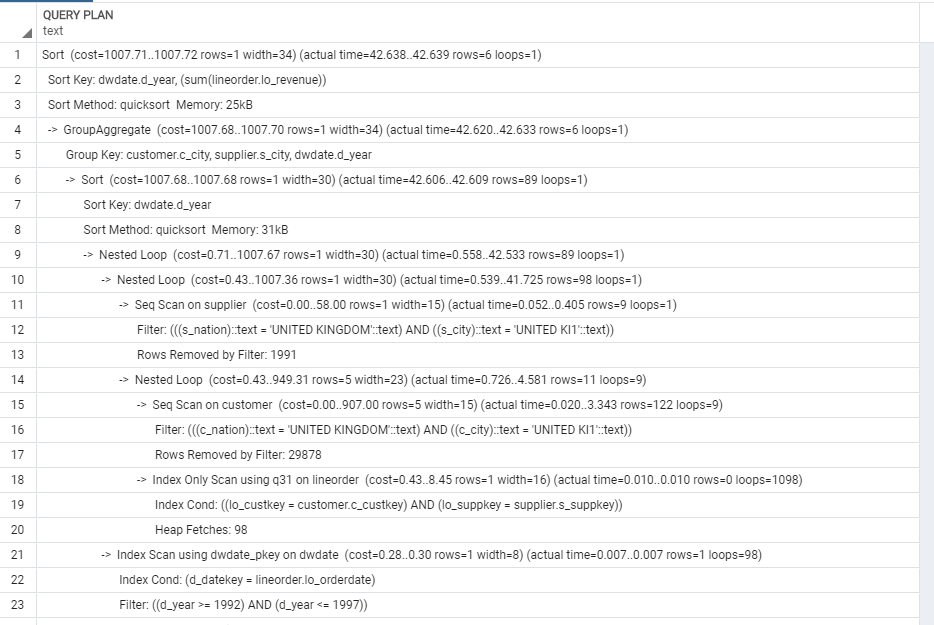 QUERY PLAN
text
1 Sort (cost=1007.71..1007.72 rows=1 width=34) (actual time=42.638..42.639 rows=6 loops=1)
2 Sort Key: dwdate.d_year, (sum(lineorder.lo_revenue))
3 Sort Method: quicksort Memory: 25kB
4 -> GroupAggregate (cost=1007.68..1007.70 rows=1 width=34) (actual time=42.620..42.633 rows=6 loops=1)
5 Group Key: customer.c_city, supplier.s_city, dwdate.d_year
6 -> Sort (cost=1007.68..1007.68 rows=1 width=30) (actual time=42.606..42.609 rows=89 loops=1)
7 Sort Key: dwdate.d_year
8 Sort Method: quicksort Memory: 31kB
9 -> Nested Loop (cost=0.71..1007.67 rows=1 width=30) (actual time=0.558..42.533 rows=89 loops=1)
10 -> Nested Loop (cost=0.43..1007.36 rows=1 width=30) (actual time=0.539..41.725 rows=98 loops=1)
11 -> Seq Scan on supplier (cost=0.00..58.00 rows=1 width=15) (actual time=0.052..0.405 rows=9 loops=1)
12 Filter: (((s_nation)::text = 'UNITED KINGDOM'::text) AND ((s_city)::text = 'UNITED KI1'::text))
13 Rows Removed by Filter: 1991
14 -> Nested Loop (cost=0.43..949.31 rows=5 width=23) (actual time=0.726..4.581 rows=11 loops=9)
15 -> Seq Scan on customer (cost=0.00..907.00 rows=5 width=15) (actual time=0.020..3.343 rows=122 loops=9)
16 Filter: (((c_nation)::text = 'UNITED KINGDOM'::text) AND ((c_city)::text = 'UNITED KI1'::text))
17 Rows Removed by Filter: 29878
18 -> Index Only Scan using q31 on lineorder (cost=0.43..8.45 rows=1 width=16) (actual time=0.010..0.010 rows=0 loops=1098)
19 Index Cond: ((lo_custkey = customer.c_custkey) AND (lo_suppkey = supplier.s_suppkey))
20 Heap Fetches: 98
21 -> Index Scan using dwdate_pkey on dwdate (cost=0.28..0.30 rows=1 width=8) (actual time=0.007..0.007 rows=1 loops=98)
22 Index Cond: (d_datekey = lineorder.lo_orderdate)
23 Filter: ((d_year >= 1992) AND (d_year <= 1997))